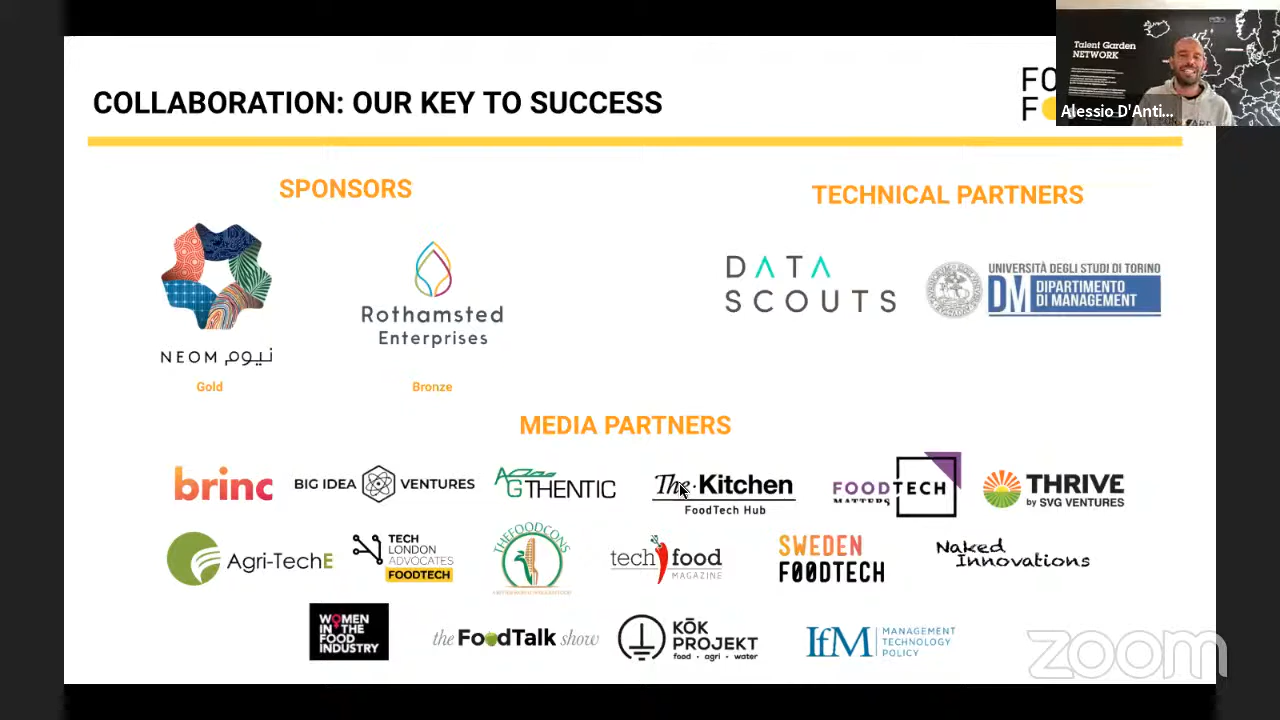 COLLABORATION: OUR KEY TO SUCCESS
FO
F
Talent Garden
NETWORK
Alessio D'Anti...
SPONSORS
TECHNICAL PARTNERS
DATA
SCOUTS
UNIVERSITÀ DEGLI STUDI DI TORINO
DM DIPARTIMENTO
DI MANAGEMENT
Rothamsted
Enterprises
NEOM نيوم
Gold
Bronze
MEDIA PARTNERS
brinc
BIG IDEA VENTURES
AGTHENTIC
The Kitchen
FoodTech Hub
FOODTECH
MATTERS
THRIVE
by SVG VENTURES
Agri-TechE
TECH
LONDON
ADVOCATES
FOODTECH
THEFOODCONS
tech food
MAGAZINE
SWEDEN
FOODTECH
Naked
Innovations
WOMEN
IN THE
FOOD
INDUSTRY
the FoodTalk show
KŌK
PROJEKT
food · agri · water
IfM MANAGEMENT
TECHNOLOGY
POLICY
zoom